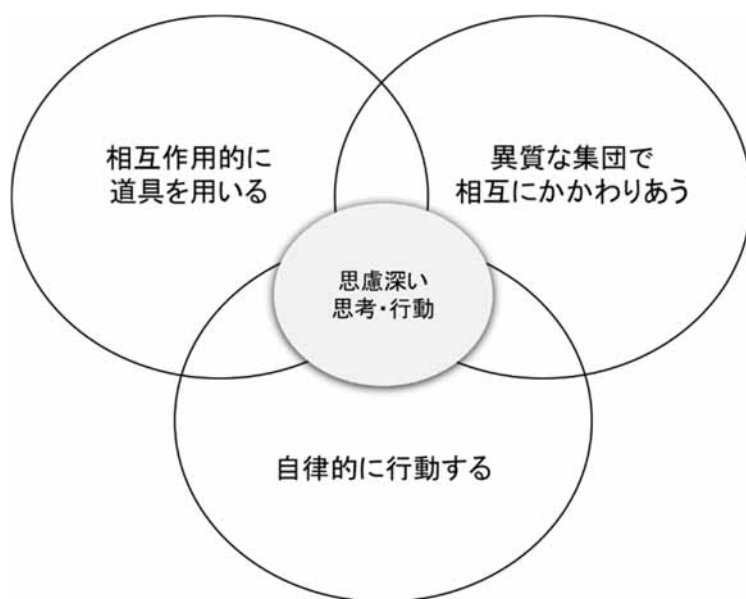 相互作用的に
道具を用いる
異質な集団で
相互にかかわりあう
思慮深い
思考・行動
自律的に行動する